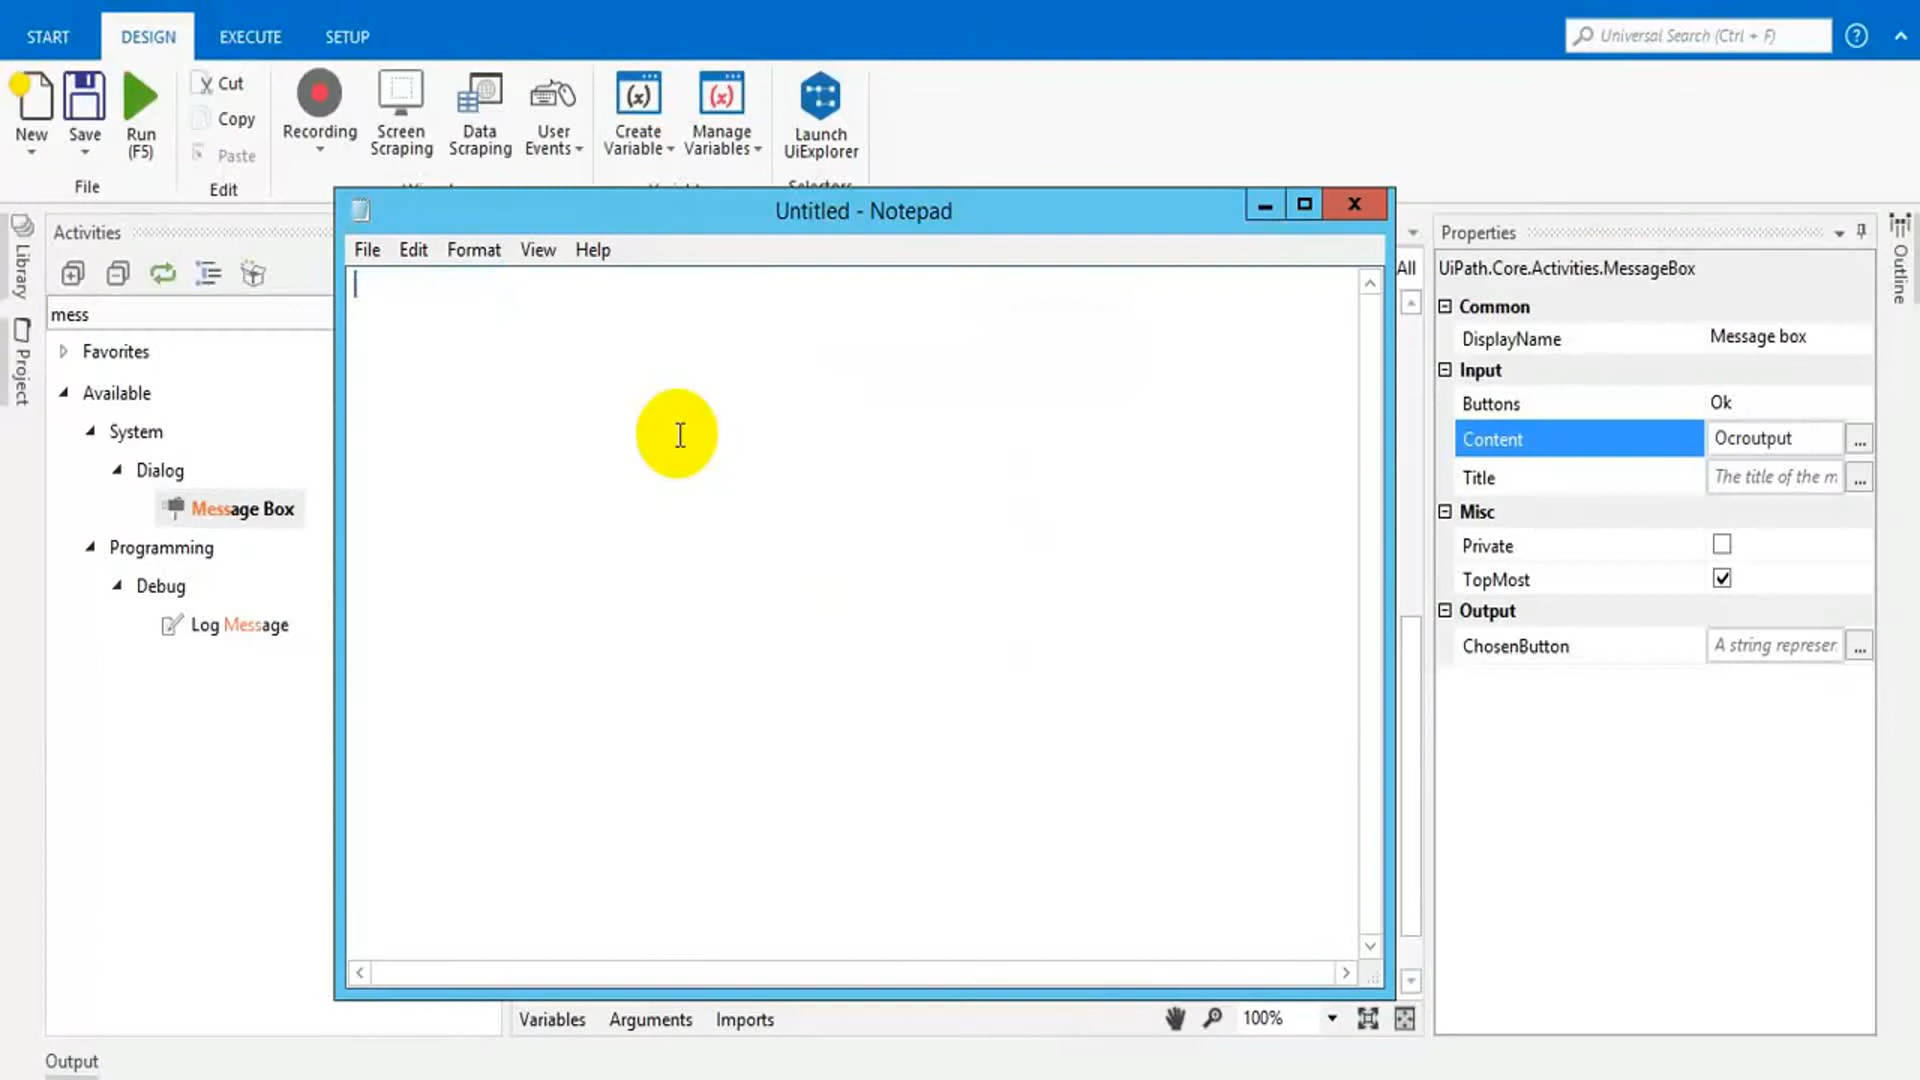 START DESIGN EXECUTE SETUP Universal Search (Ctrl + F)
New Save Run (F5) Cut Copy Paste Recording Screen Scraping Data Scraping User Events Create Variable Manage Variables Launch UiExplorer
File Edit
Untitled - Notepad
File Edit Format View Help
Library
Project
Activities
mess
Favorites
Available
System
Dialog
Message Box
Programming
Debug
Log Message
All
Properties
UiPath.Core.Activities.MessageBox
Common
DisplayName Message box
Input
Buttons Ok
Content Ocroutput ...
Title The title of the m ...
Misc
Private
TopMost
Output
ChosenButton A string represer ...
Outline
Variables Arguments Imports 100%
Output